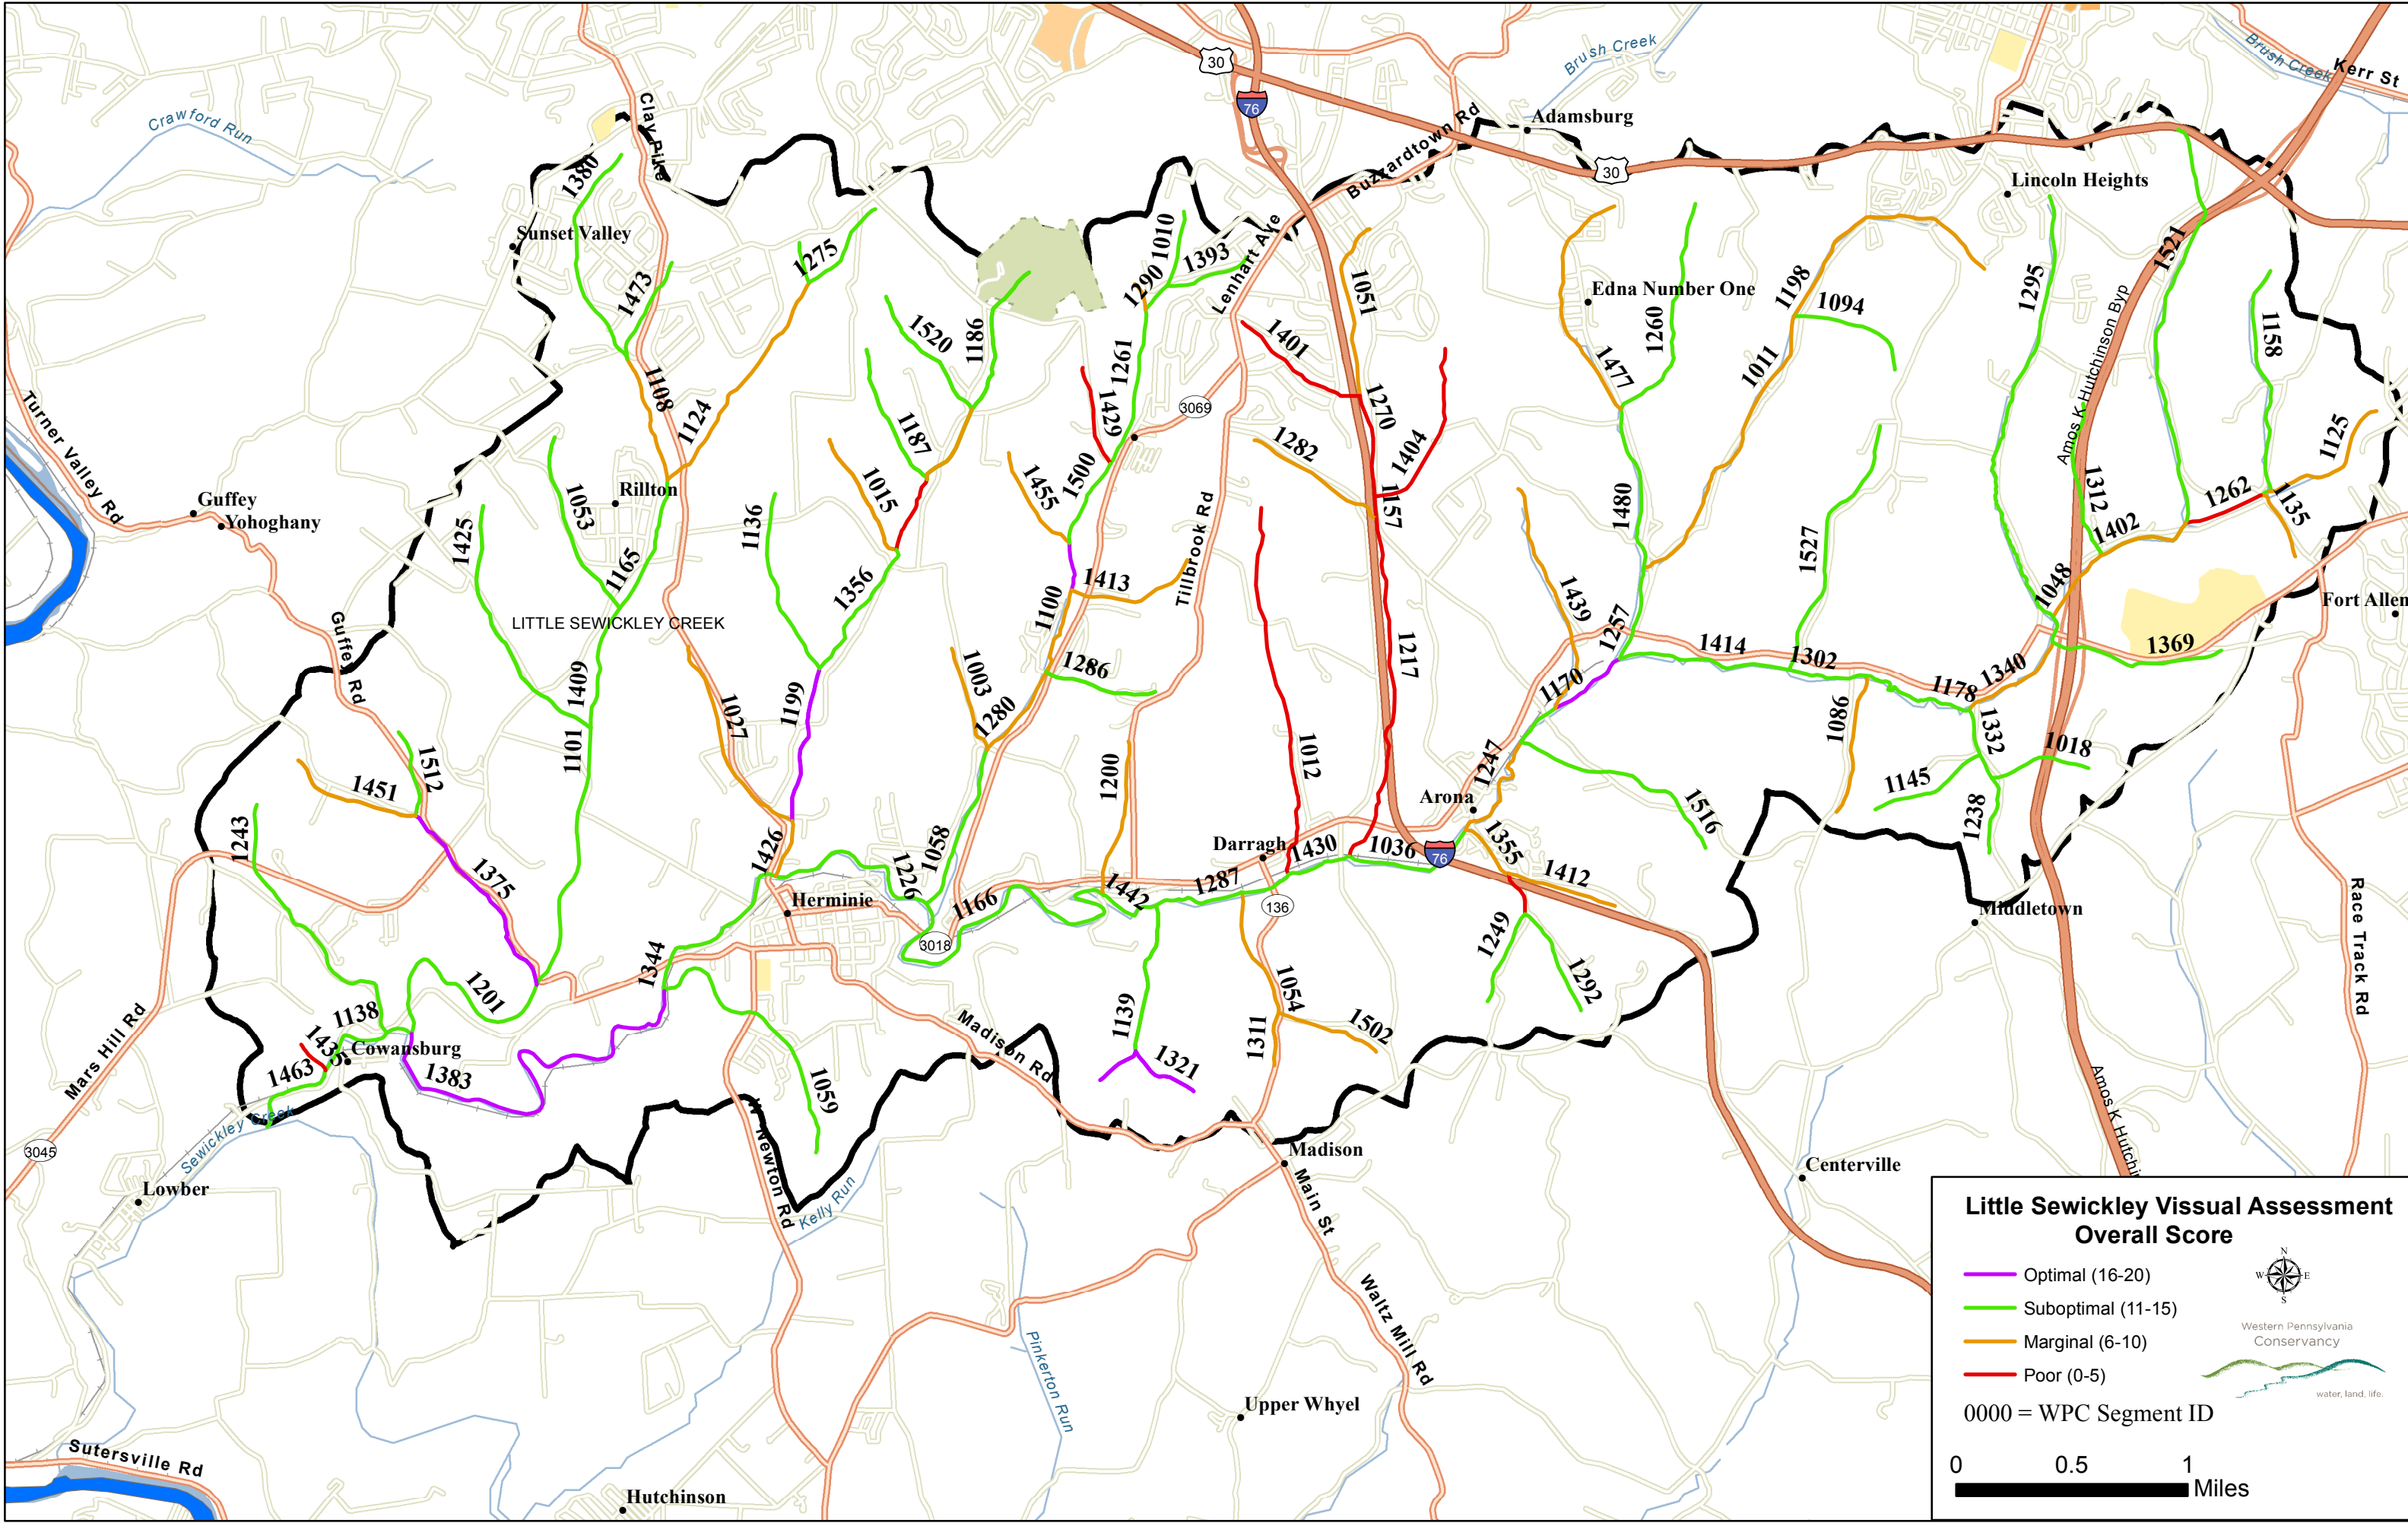 30
76
Brush Creek
Brush Creek
Kerr St
Crawford Run
Clay Pike
Buzzardtown Rd
Adamsburg
30
Lincoln Heights
1380
Sunset Valley
1473
1275
1010
1290
1393
Lenhart Ave
1051
Edna Number One
1260
1198
1094
1295
Amos K Hutchinson Byp
1521
1158
1520
1186
1261
1401
1477
1011
Turner Valley Rd
1108
1124
1187
1429
3069
1270
1404
1282
1125
Guffey
Yohoghany
Rillton
1053
1425
1136
1015
1455
1500
Tillbrook Rd
1157
1480
1527
1312
1402
1262
1135
1165
1356
1413
1100
1439
1257
1048
Fort Allen
LITTLE SEWICKLEY CREEK
Guffey Rd
1409
1003
1286
1217
1414
1302
1369
1340
1178
1170
1199
1027
1280
1101
1200
1012
1247
1086
1332
1018
1145
1238
1512
1451
1243
Arona
1516
1375
1426
1226
1058
Darragh
1430
1036
76
1355
1412
Herminie
1166
1442
1287
136
3018
1249
1292
Middletown
Race Track Rd
1344
1201
1138
1435
Cowansburg
1463
1383
Mars Hill Rd
Madison Rd
1139
1321
1054
1311
1502
1059
Amos K Hutchin
3045
Sewickley Creek
Lowber
W Newton Rd
Kelly Run
Madison
Main St
Centerville
Waltz Mill Rd
Pinkerton Run
Upper Whyel
Sutersville Rd
Hutchinson
Little Sewickley Vissual Assessment
Overall Score
N
W E
S
Optimal (16-20)
Suboptimal (11-15)
Marginal (6-10)
Poor (0-5)
Western Pennsylvania
Conservancy
water, land, life.
0000 = WPC Segment ID
0 0.5 1
Miles